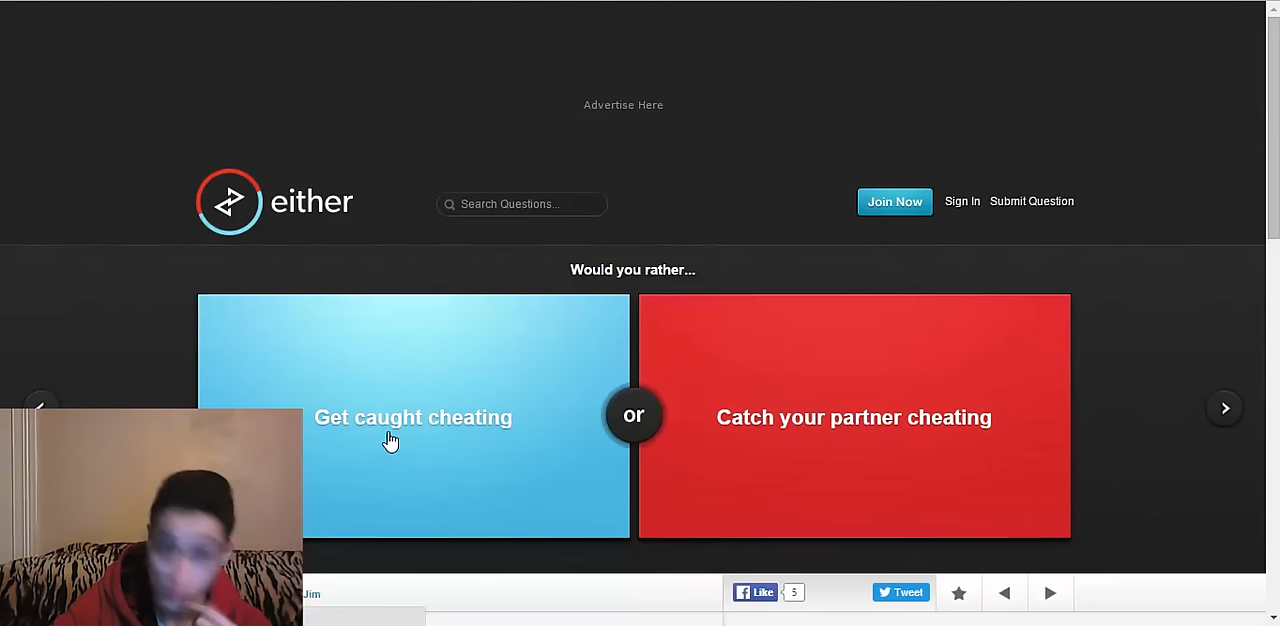 Advertise Here
either
Search Questions...
Join Now
Sign In
Submit Question
Would you rather...
Get caught cheating
or
Catch your partner cheating
Jim
Like
5
Tweet